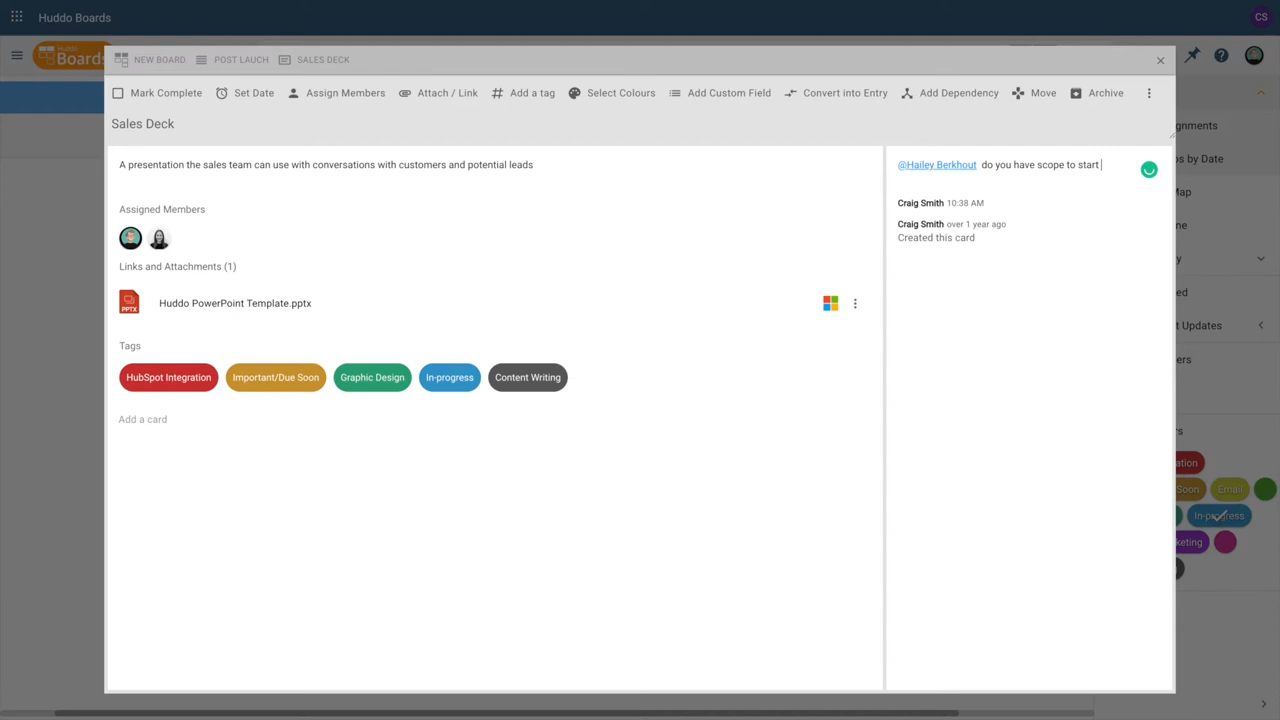 Huddo Boards
CS
Huddo
Boards
NEW BOARD
POST LAUCH
SALES DECK
Mark Complete
Set Date
Assign Members
Attach / Link
Add a tag
Select Colours
Add Custom Field
Convert into Entry
Add Dependency
Move
Archive
Sales Deck
A presentation the sales team can use with conversations with customers and potential leads
Assigned Members
Links and Attachments (1)
PPTX
Huddo PowerPoint Template.pptx
Tags
HubSpot Integration
Important/Due Soon
Graphic Design
In-progress
Content Writing
Add a card
@Hailey Berkhout do you have scope to start
Craig Smith 10:38 AM
Craig Smith over 1 year ago
Created this card
gnments
s by Date
Map
ne
y
ed
t Updates
ers
rs
ation
Soon
Email
In-progress
keting